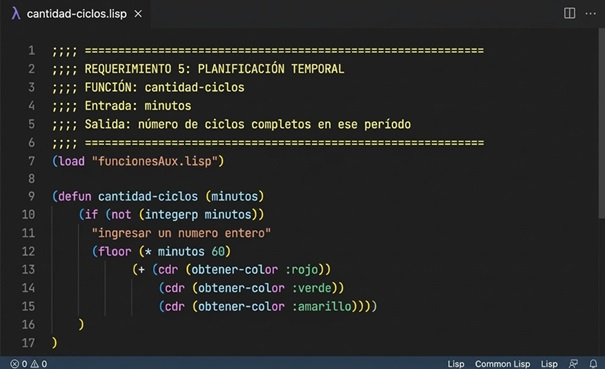 λ cantidad-ciclos.lisp ×
1 ;;;; ===========================================================
2 ;;;; REQUERIMIENTO 5: PLANIFICACIÓN TEMPORAL
3 ;;;; FUNCIÓN: cantidad-ciclos
4 ;;;; Entrada: minutos
5 ;;;; Salida: número de ciclos completos en ese período
6 ;;;; ===========================================================
7 (load "funcionesAux.lisp")
8
9 (defun cantidad-ciclos (minutos)
10     (if (not (integerp minutos))
11       "ingresar un numero entero"
12       (floor (* minutos 60)
13             (+ (cdr (obtener-color :rojo))
14                 (cdr (obtener-color :verde))
15                 (cdr (obtener-color :amarillo))))
16     )
17 )
0 0 Lisp Common Lisp Lisp